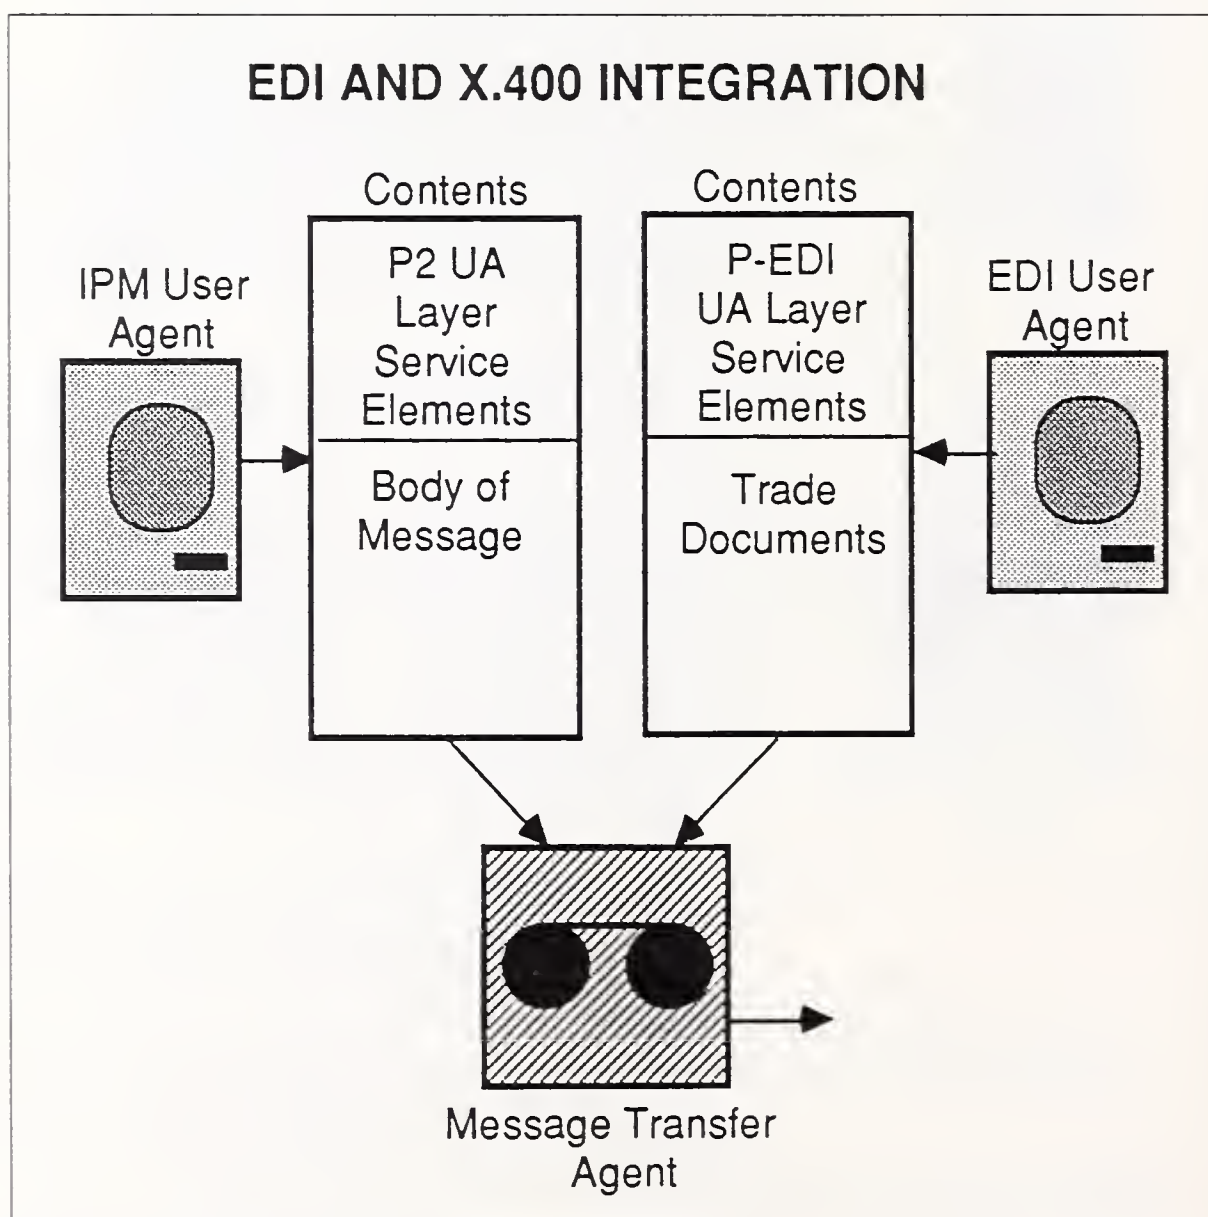 EDI AND X.400 INTEGRATION
Contents
P2 UA
Layer
Service
Elements
Body of
Message
Contents
P-EDI
UA Layer
Service
Elements
Trade
Documents
IPM User
Agent
EDI User
Agent
Message Transfer
Agent